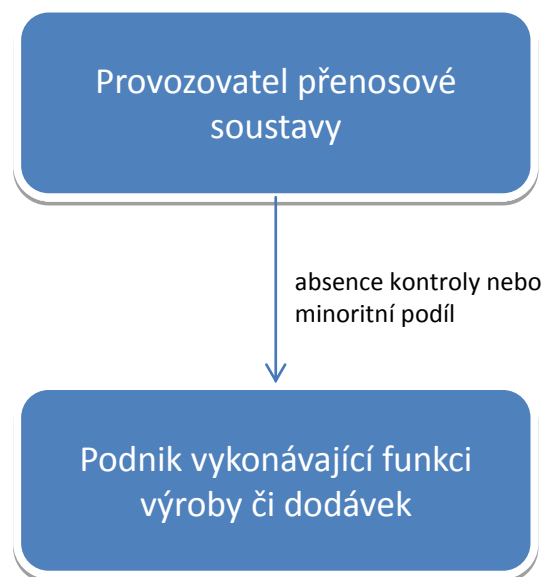 Provozovatel přenosové
soustavy
absence kontroly nebo
minoritní podíl
Podnik vykonávající funkci
výroby či dodávek